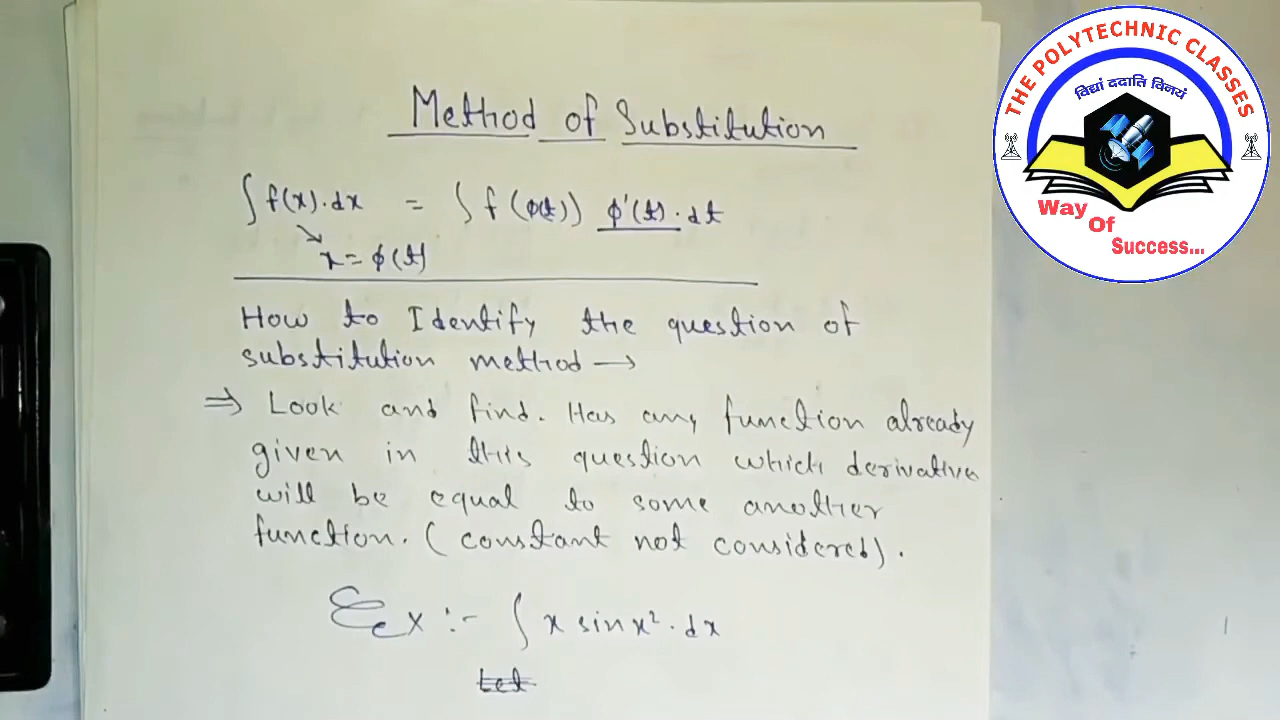 Method of Substitution
∫ f(x).dx = ∫ f(ϕ(t)) ϕ'(t).dt
x = ϕ(t)
How to Identify the question of
substitution method →
⇒ Look and find. Has any function already
given in this question which derivative
will be equal to some another
function. (constant not considered).
Ex :- ∫ x sin x². dx
Let
THE POLYTECHNIC CLASSES
विद्यां ददाति विनयं
Way
Of
Success...